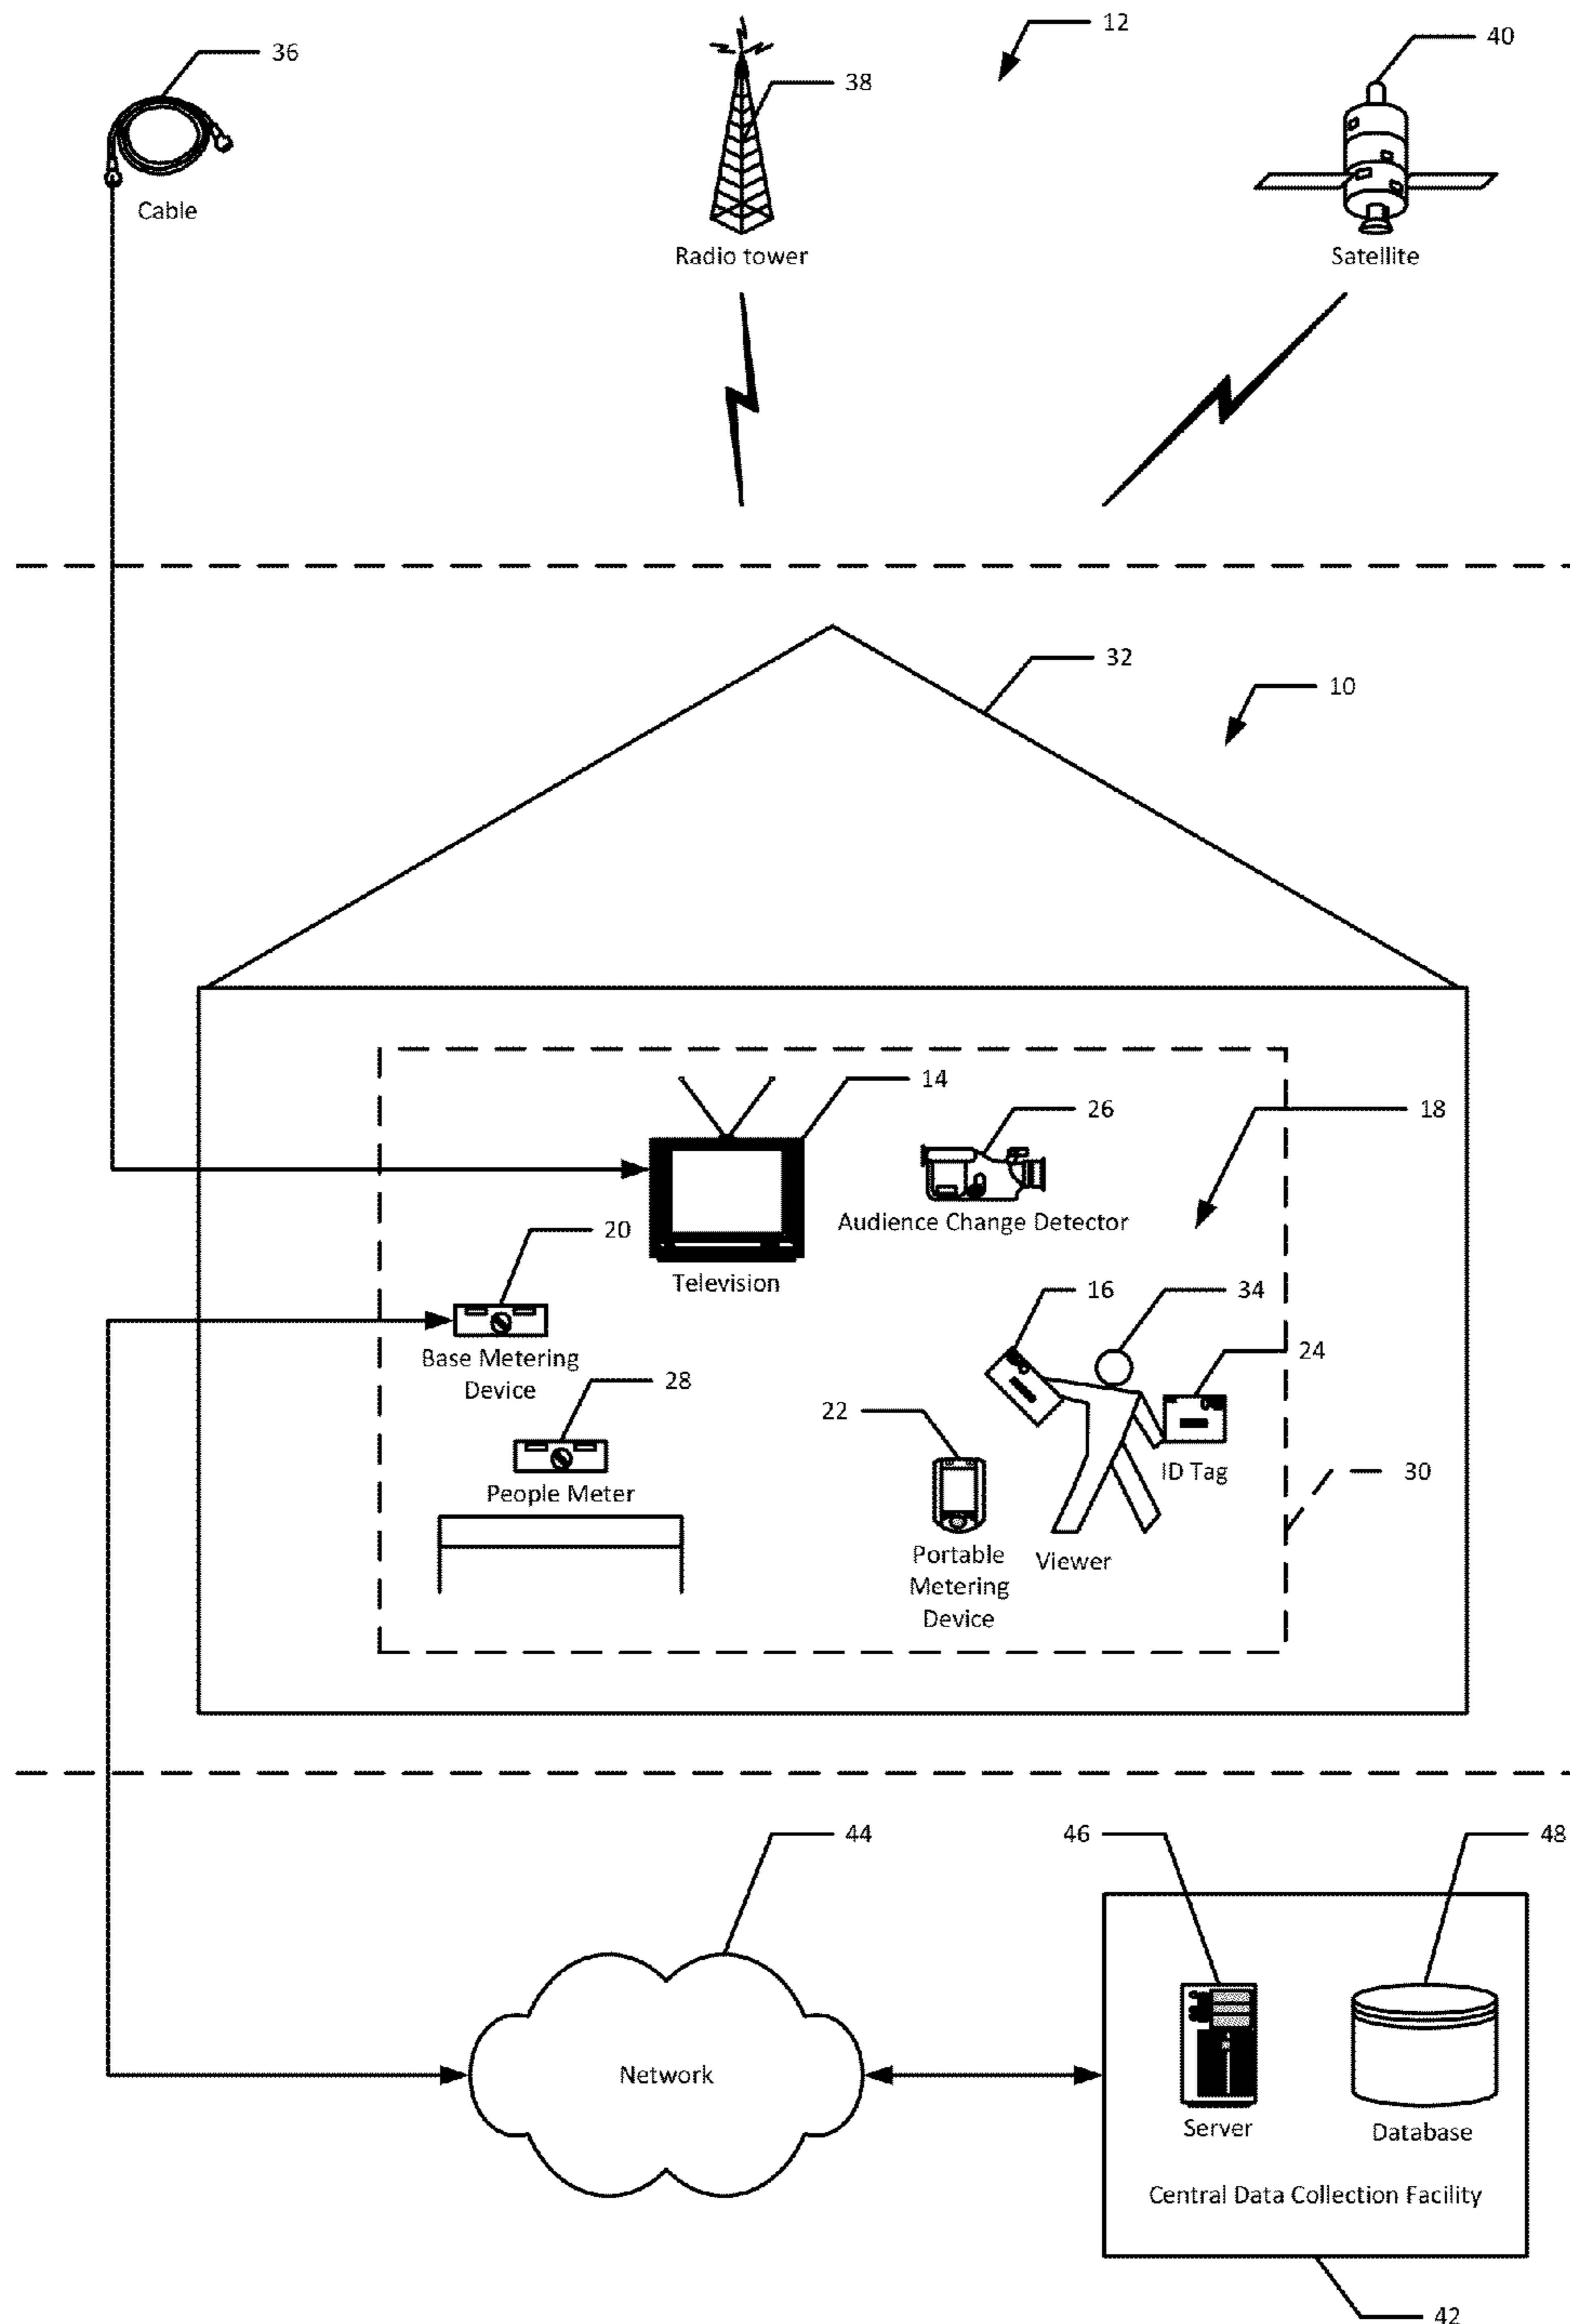 12
36
40
38
Cable
Radio tower
Satellite
32
10
14
26
18
Audience Change Detector
20
Television
16
34
Base Metering
Device
24
28
22
ID Tag
30
People Meter
Portable
Metering
Device
Viewer
44
46
48
Network
Server
Database
Central Data Collection Facility
42